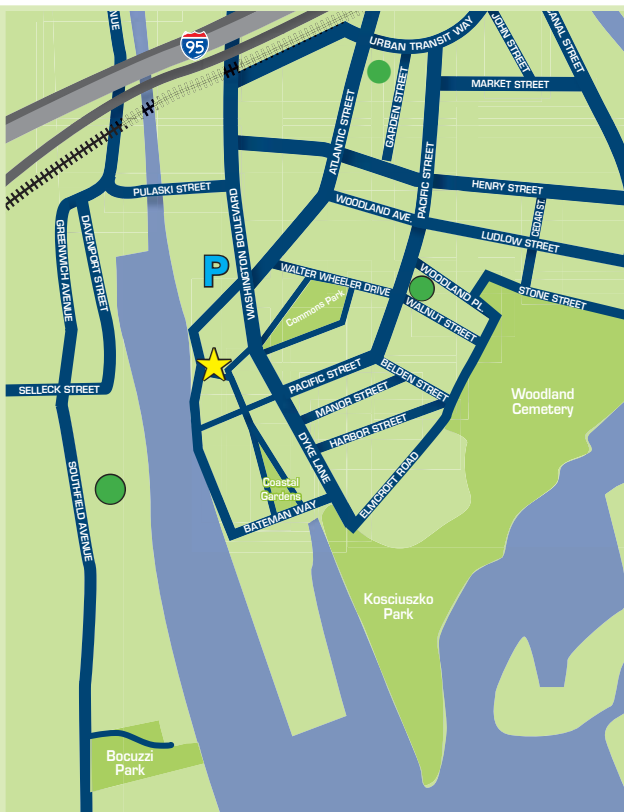 NUE
95
URBAN TRANSIT WAY
JOHN STREET
CANAL STREET
MARKET STREET
GARDEN STREET
ATLANTIC STREET
PACIFIC STREET
HENRY STREET
CEDAR ST.
PULASKI STREET
WOODLAND AVE.
LUDLOW STREET
GREENWICH AVENUE
DAVENPORT STREET
WASHINGTON BOULEVARD
P
WALTER WHEELER DRIVE
WOODLAND PL.
STONE STREET
WALNUT STREET
Commons Park
PACIFIC STREET
BELDEN STREET
SELLECK STREET
MANOR STREET
Woodland
Cemetery
HARBOR STREET
DYKE LANE
SOUTHFIELD AVENUE
Coastal
Gardens
ELMCROFT ROAD
BATEMAN WAY
Kosciuszko
Park
Bocuzzi
Park